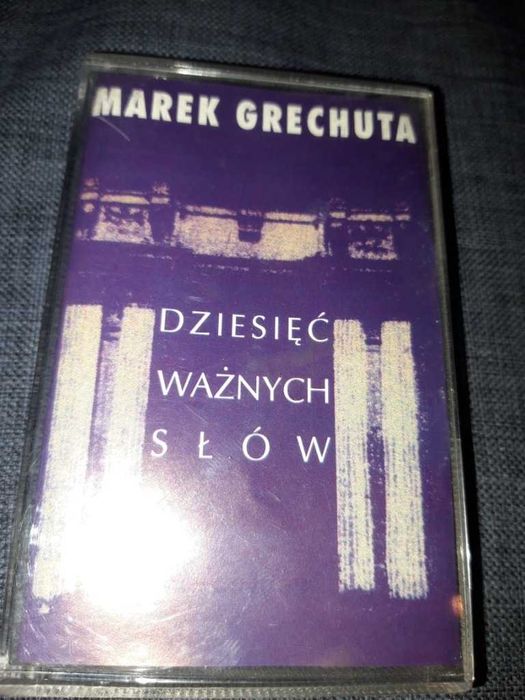 MAREK GRECHUTA
DZIESIĘĆ
WAŻNYCH
SŁÓW